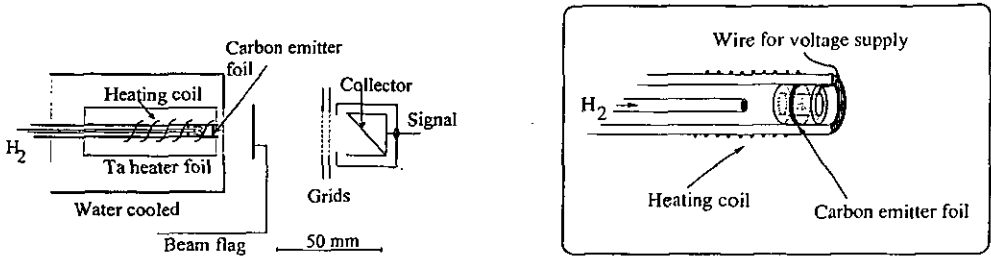 Carbon emitter
foil
Heating coil
Collector
Signal
H2
Ta heater foil
Water cooled
Grids
Beam flag
50 mm
Wire for voltage supply
H2
Heating coil
Carbon emitter foil